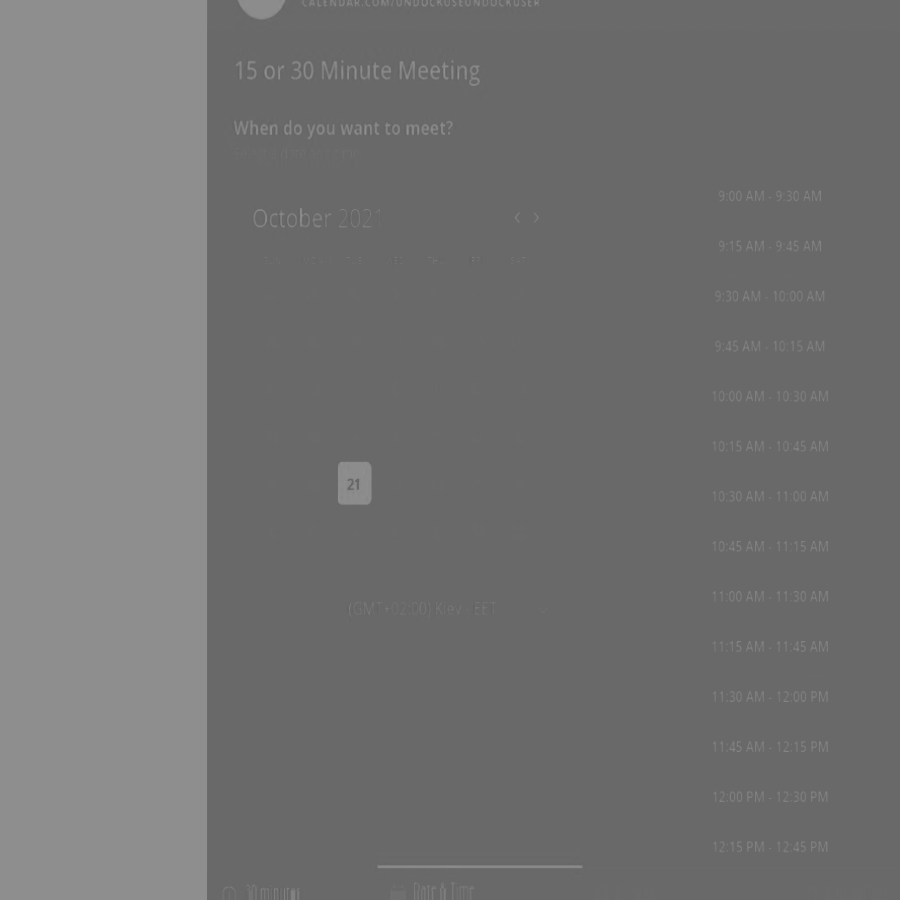 CALENDAR.COM/UNDOCKUSEUNDOCKUSER
15 or 30 Minute Meeting
When do you want to meet?
October 2021
‹ ›
TUE THU
21
(GMT+02:00) Kiev EET
9:00 AM - 9:30 AM
9:15 AM - 9:45 AM
9:30 AM - 10:00 AM
9:45 AM - 10:15 AM
10:00 AM - 10:30 AM
10:15 AM - 10:45 AM
10:30 AM - 11:00 AM
10:45 AM - 11:15 AM
11:00 AM - 11:30 AM
11:15 AM - 11:45 AM
11:30 AM - 12:00 PM
11:45 AM - 12:15 PM
12:00 PM - 12:30 PM
12:15 PM - 12:45 PM
30 minutes
Date & Time